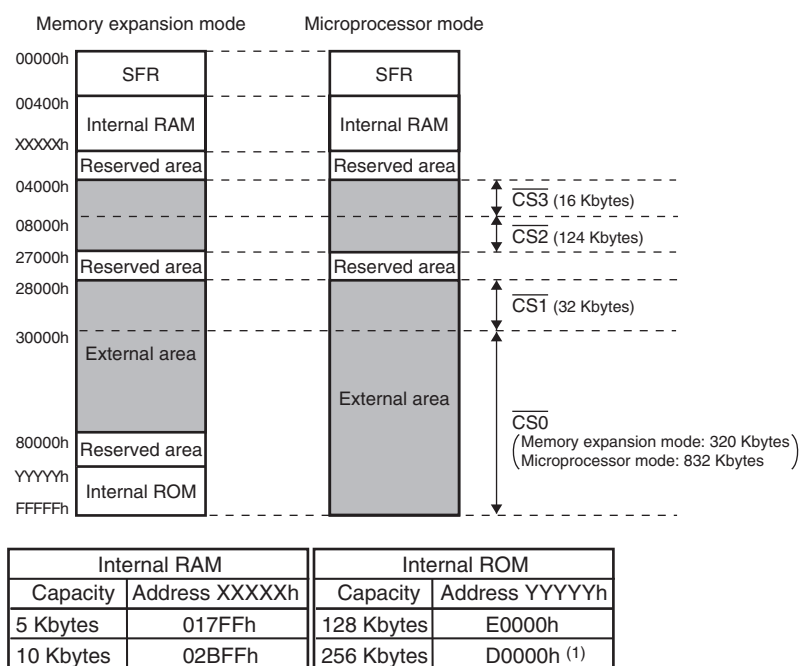 Memory expansion mode Microprocessor mode
00000h
SFR SFR
00400h
Internal RAM Internal RAM
XXXXXh
Reserved area Reserved area
04000h
CS3 (16 Kbytes)
08000h
CS2 (124 Kbytes)
27000h
Reserved area Reserved area
28000h
CS1 (32 Kbytes)
30000h
External area
External area
CS0
(Memory expansion mode: 320 Kbytes
Microprocessor mode: 832 Kbytes)
80000h
Reserved area
YYYYYh
Internal ROM
FFFFFh
Internal RAM Internal ROM
Capacity Address XXXXXh Capacity Address YYYYYh
5 Kbytes 017FFh 128 Kbytes E0000h
10 Kbytes 02BFFh 256 Kbytes D0000h (1)